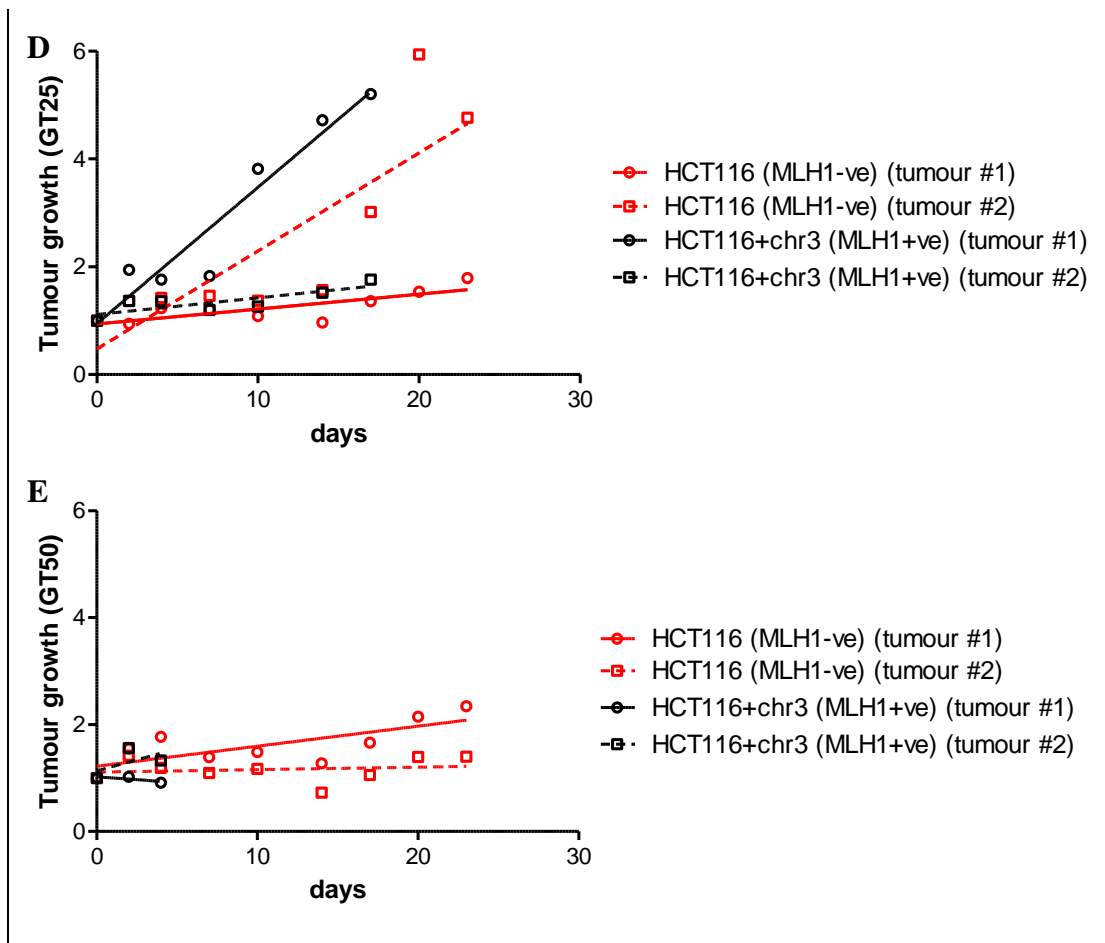 D
Tumour growth (GT25)
6
4
2
0
0 10 20 30
days
HCT116 (MLH1-ve) (tumour #1)
HCT116 (MLH1-ve) (tumour #2)
HCT116+chr3 (MLH1+ve) (tumour #1)
HCT116+chr3 (MLH1+ve) (tumour #2)
E
Tumour growth (GT50)
6
4
2
0
0 10 20 30
days
HCT116 (MLH1-ve) (tumour #1)
HCT116 (MLH1-ve) (tumour #2)
HCT116+chr3 (MLH1+ve) (tumour #1)
HCT116+chr3 (MLH1+ve) (tumour #2)